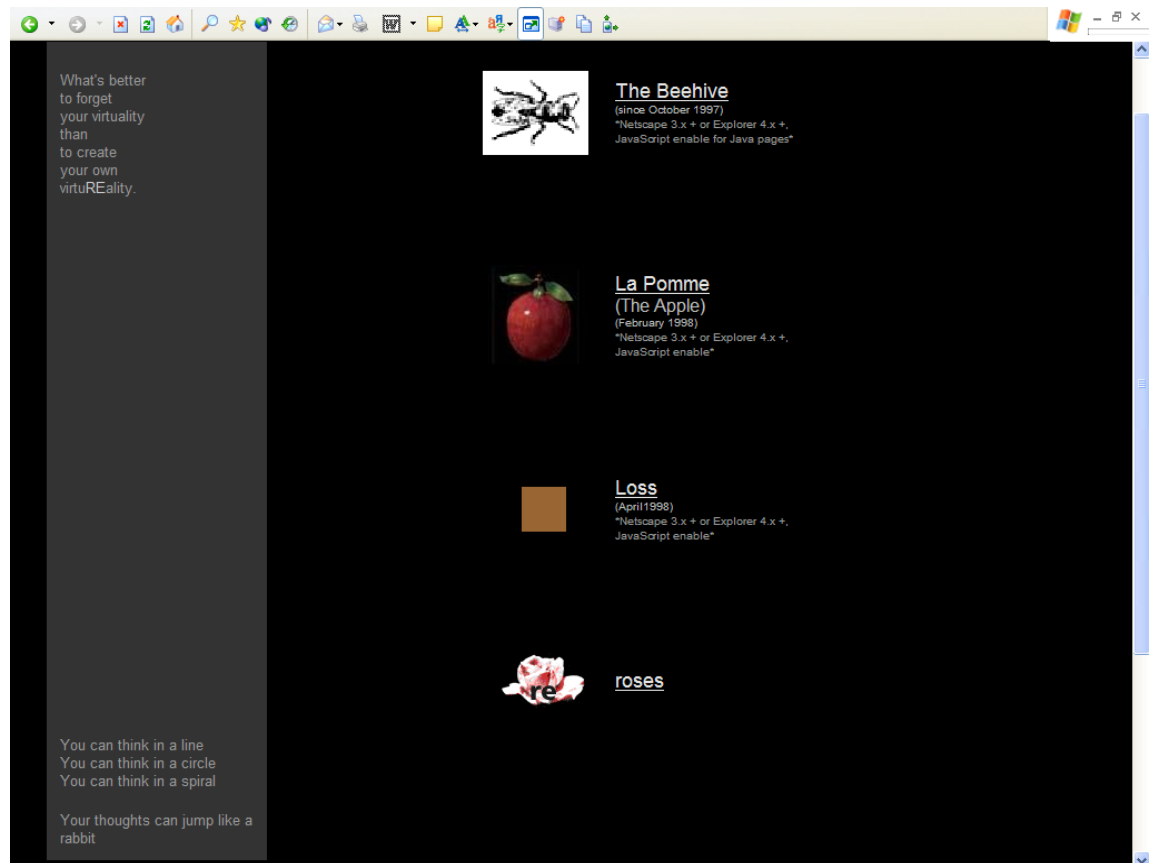 What's better
to forget
your virtuality
than
to create
your own
virtuREality.
The Beehive
(since October 1997)
*Netscape 3.x + or Explorer 4.x +,
JavaScript enable for Java pages*
La Pomme
(The Apple)
(February 1998)
*Netscape 3.x + or Explorer 4.x +,
JavaScript enable*
Loss
(April1998)
*Netscape 3.x + or Explorer 4.x +,
JavaScript enable*
re
roses
You can think in a line
You can think in a circle
You can think in a spiral
Your thoughts can jump like a
rabbit